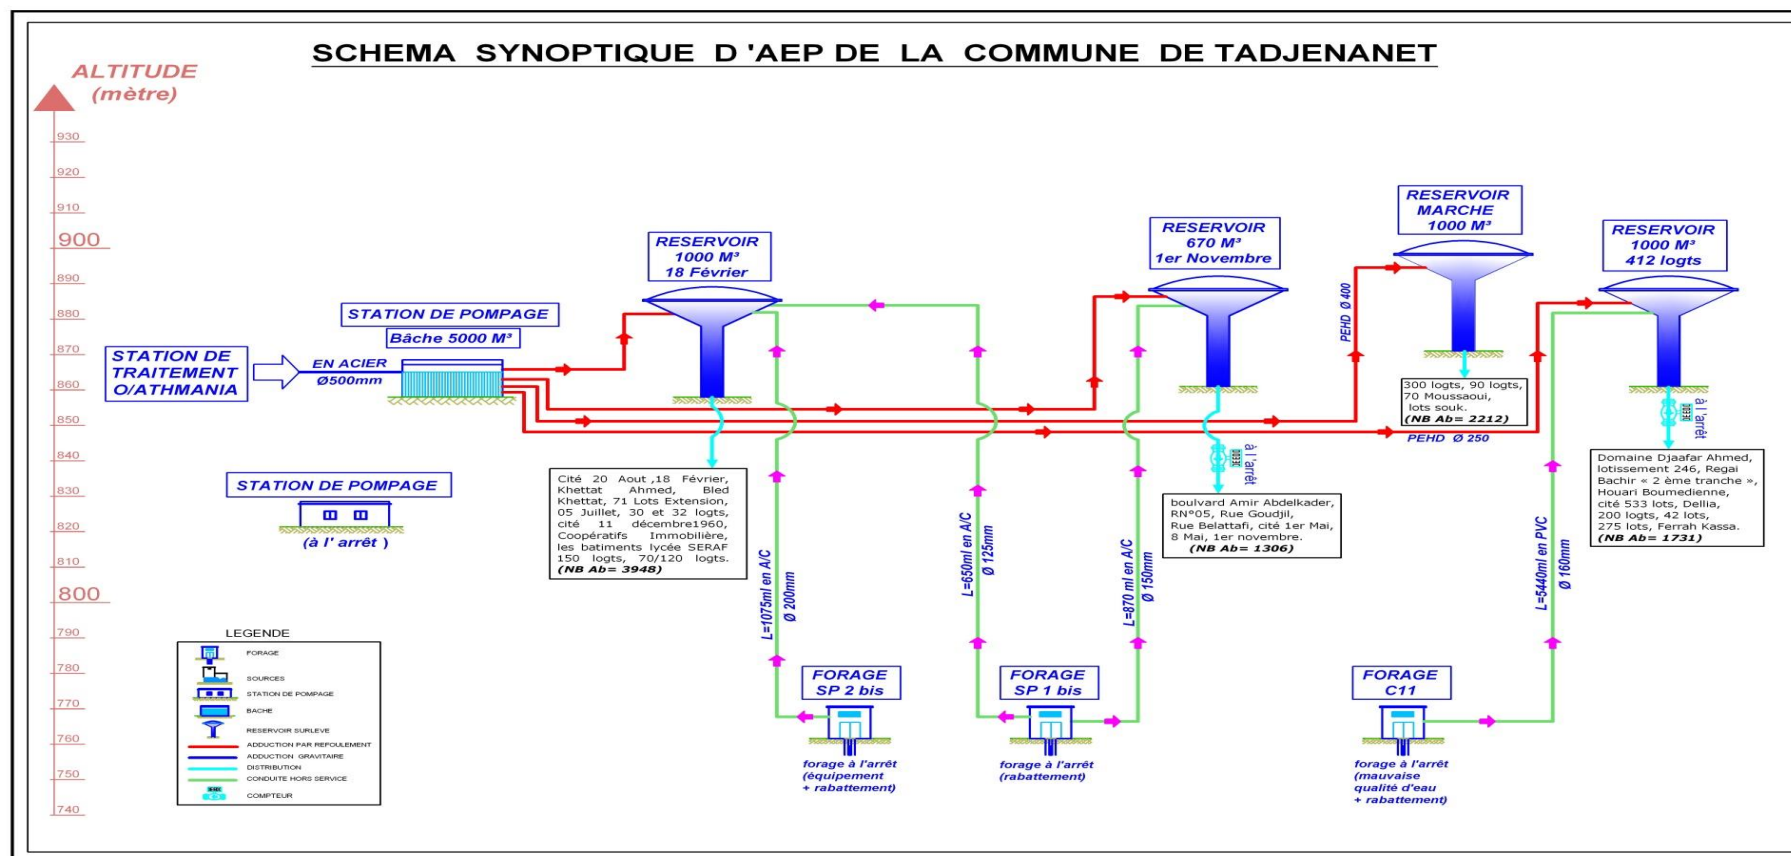 SCHEMA SYNOPTIQUE D 'AEP DE LA COMMUNE DE TADJENANET
ALTITUDE
(mètre)
930
920
910
900
890
880
870
860
850
840
830
820
810
800
790
780
770
760
750
740
STATION DE
TRAITEMENT
O/ATHMANIA
EN ACIER
Ø500mm
STATION DE POMPAGE
Bâche 5000 M³
STATION DE POMPAGE
(à l' arrêt )
RESERVOIR
1000 M³
18 Février
Cité 20 Aout ,18 Février,
Khettat Ahmed, Bled
Khettat, 71 Lots Extension,
05 Juillet, 30 et 32 logts,
cité 11 décembre1960,
Coopératifs Immobilière,
les batiments lycée SERAF
150 logts, 70/120 logts.
(NB Ab= 3948)
L=1075ml en A/C
Ø 200mm
L=650ml en A/C
Ø 125mm
L=870 ml en A/C
Ø 150mm
RESERVOIR
670 M³
1er Novembre
à l'arrêt
boulvard Amir Abdelkader,
RN°05, Rue Goudjil,
Rue Belattafi, cité 1er Mai,
8 Mai, 1er novembre.
(NB Ab= 1306)
PEHD Ø 400
RESERVOIR
MARCHE
1000 M³
300 logts, 90 logts,
70 Moussaoui,
lots souk.
(NB Ab= 2212)
PEHD Ø 250
RESERVOIR
1000 M³
412 logts
à l'arrêt
Domaine Djaafar Ahmed,
lotissement 246, Regai
Bachir « 2 ème tranche »,
Houari Boumedienne,
cité 533 lots, Dellia,
200 logts, 42 lots,
275 lots, Ferrah Kassa.
(NB Ab= 1731)
L=5440ml en PVC
Ø 160mm
FORAGE
SP 2 bis
forage à l'arrêt
(équipement
+ rabattement)
FORAGE
SP 1 bis
forage à l'arrêt
(rabattement)
FORAGE
C11
forage à l'arrêt
(mauvaise
qualité d'eau
+ rabattement)
LEGENDE
FORAGE
SOURCES
STATION DE POMPAGE
BACHE
RESERVOIR SURLEVE
ADDUCTION PAR REFOULEMENT
ADDUCTION GRAVITAIRE
DISTRIBUTION
CONDUITE HORS SERVICE
COMPTEUR